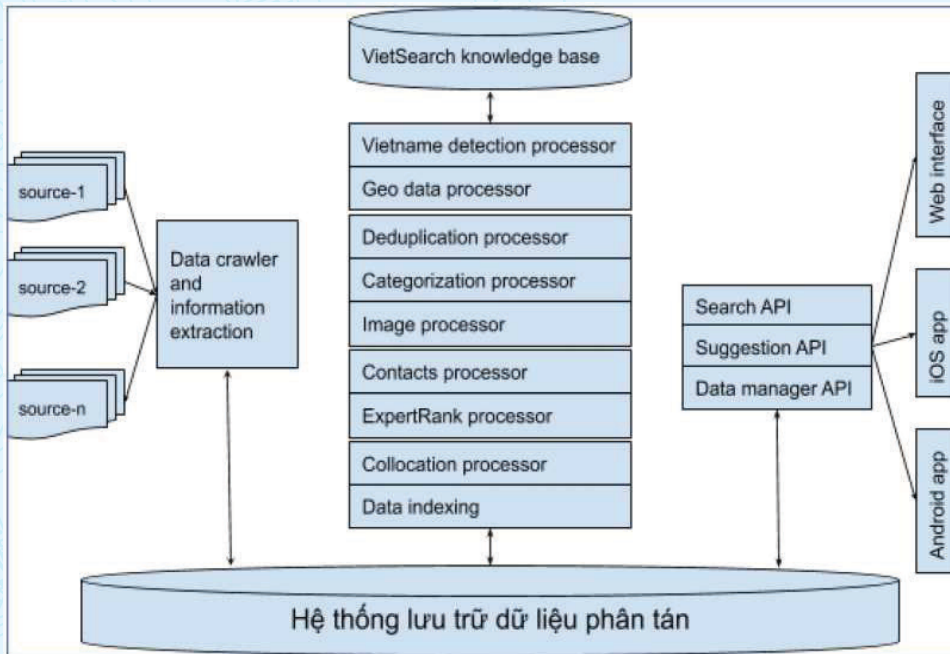 VietSearch knowledge base
source-1
source-2
source-n
Data crawler
and
information
extraction
Vietname detection processor
Geo data processor
Deduplication processor
Categorization processor
Image processor
Contacts processor
ExpertRank processor
Collocation processor
Data indexing
Search API
Suggestion API
Data manager API
Web interface
iOS app
Android app
Hệ thống lưu trữ dữ liệu phân tán